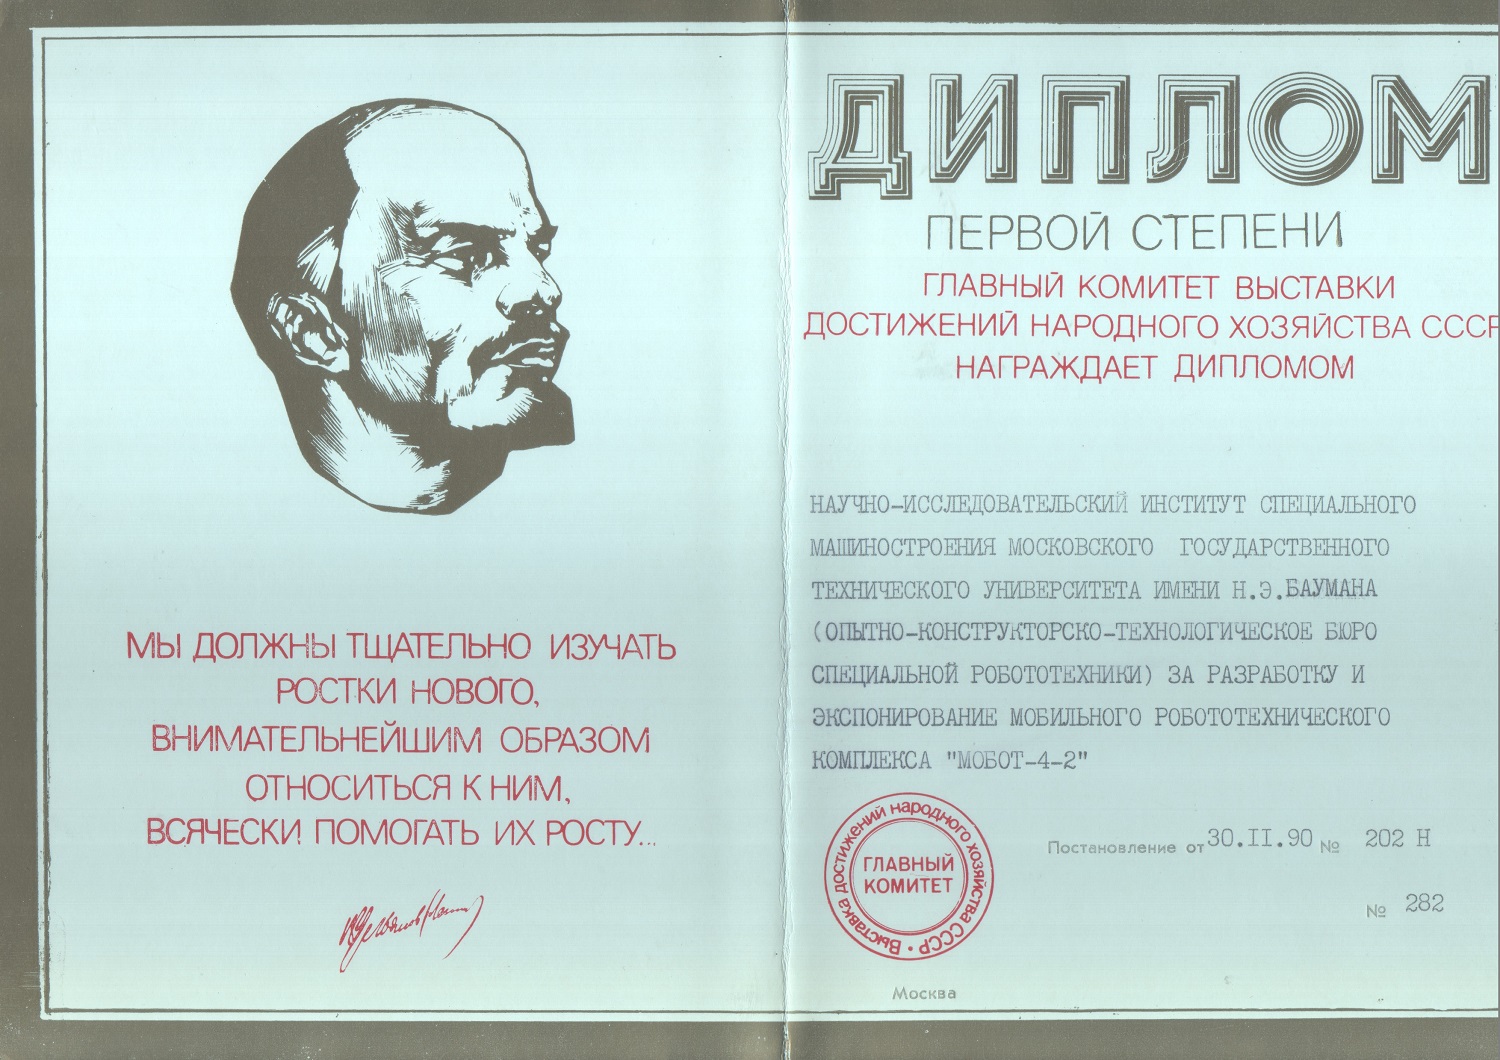 МЫ ДОЛЖНЫ ТЩАТЕЛЬНО ИЗУЧАТЬ
РОСТКИ НОВОГО,
ВНИМАТЕЛЬНЕЙШИМ ОБРАЗОМ
ОТНОСИТЬСЯ К НИМ,
ВСЯЧЕСКИ ПОМОГАТЬ ИХ РОСТУ...
В. Ульянов (Ленин)
ДИПЛОМ
ПЕРВОЙ СТЕПЕНИ
ГЛАВНЫЙ КОМИТЕТ ВЫСТАВКИ
ДОСТИЖЕНИЙ НАРОДНОГО ХОЗЯЙСТВА СССР
НАГРАЖДАЕТ ДИПЛОМОМ
НАУЧНО-ИССЛЕДОВАТЕЛЬСКИЙ ИНСТИТУТ СПЕЦИАЛЬНОГО
МАШИНОСТРОЕНИЯ МОСКОВСКОГО ГОСУДАРСТВЕННОГО
ТЕХНИЧЕСКОГО УНИВЕРСИТЕТА ИМЕНИ Н.Э.БАУМАНА
(ОПЫТНО-КОНСТРУКТОРСКО-ТЕХНОЛОГИЧЕСКОЕ БЮРО
СПЕЦИАЛЬНОЙ РОБОТОТЕХНИКИ) ЗА РАЗРАБОТКУ И
ЭКСПОНИРОВАНИЕ МОБИЛЬНОГО РОБОТОТЕХНИЧЕСКОГО
КОМПЛЕКСА "МОБОТ-4-2"
Выставка достижений народного хозяйства СССР •
ГЛАВНЫЙ
КОМИТЕТ
Постановление от 30.II.90 № 202 Н
№ 282
Москва